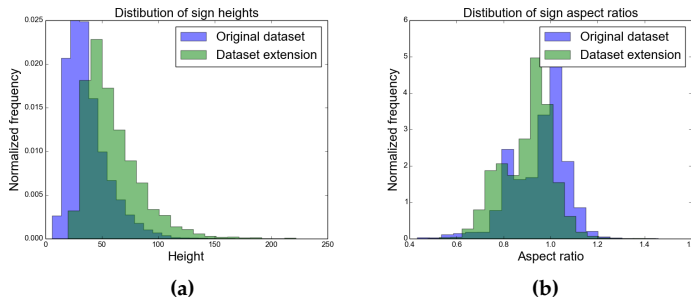 Distibution of sign heights
Original dataset
Dataset extension
Normalized frequency
0.025
0.020
0.015
0.010
0.005
0.000
0
50
100
150
200
250
Height
(a)
Distibution of sign aspect ratios
Original dataset
Dataset extension
Normalized frequency
6
5
4
3
2
1
0
0.4
0.6
0.8
1.0
1.2
1.4
Aspect ratio
(b)